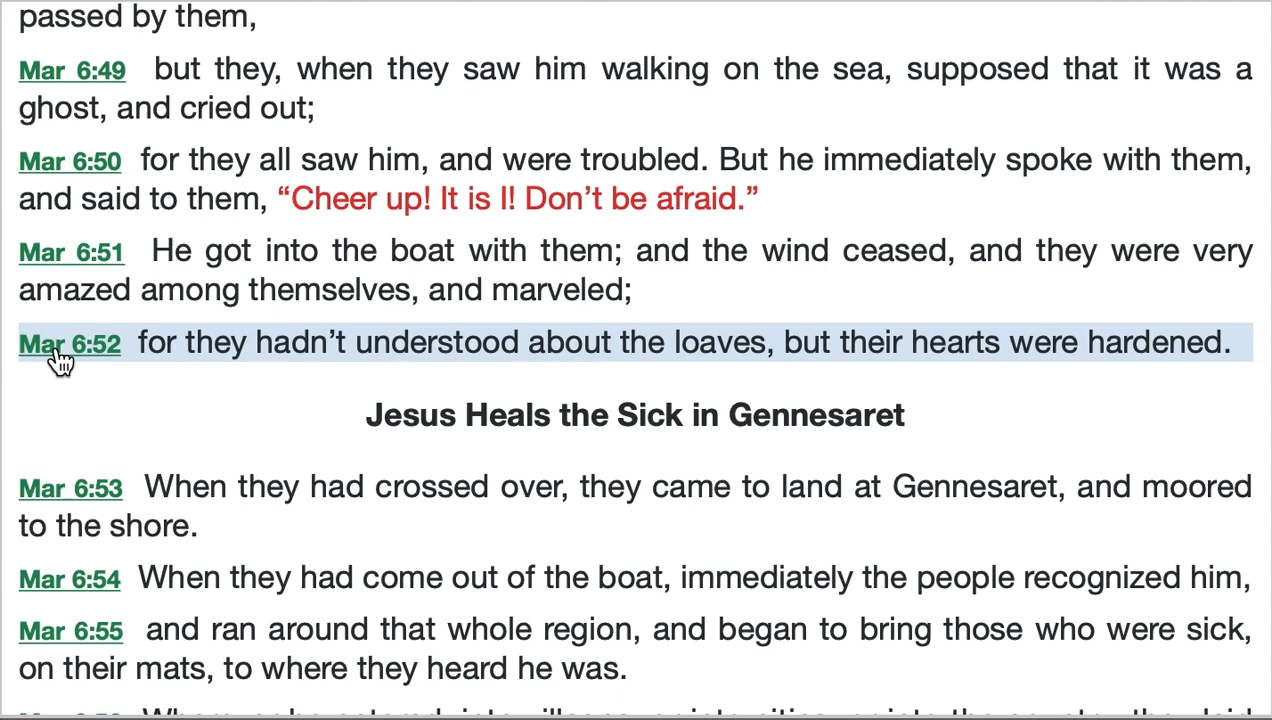 passed by them,
Mar 6:49 but they, when they saw him walking on the sea, supposed that it was a
ghost, and cried out;
Mar 6:50 for they all saw him, and were troubled. But he immediately spoke with them,
and said to them, “Cheer up! It is I! Don’t be afraid.”
Mar 6:51 He got into the boat with them; and the wind ceased, and they were very
amazed among themselves, and marveled;
Mar 6:52 for they hadn’t understood about the loaves, but their hearts were hardened.
Jesus Heals the Sick in Gennesaret
Mar 6:53 When they had crossed over, they came to land at Gennesaret, and moored
to the shore.
Mar 6:54 When they had come out of the boat, immediately the people recognized him,
Mar 6:55 and ran around that whole region, and began to bring those who were sick,
on their mats, to where they heard he was.